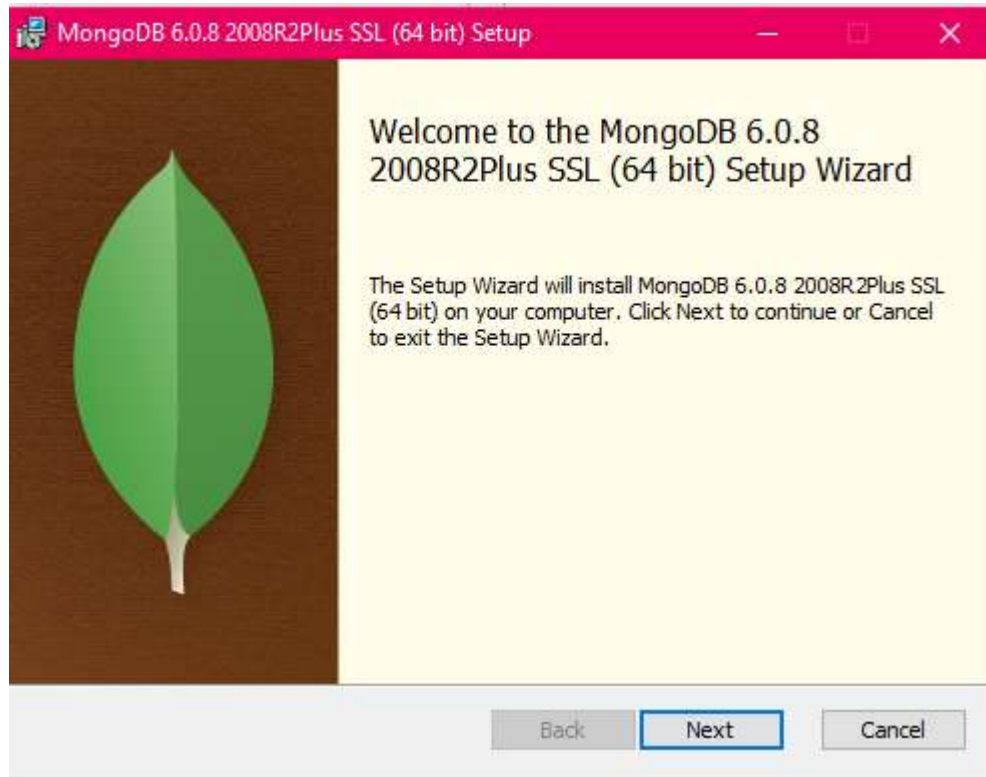 MongoDB 6.0.8 2008R2Plus SSL (64 bit) Setup
Welcome to the MongoDB 6.0.8
2008R2Plus SSL (64 bit) Setup Wizard
The Setup Wizard will install MongoDB 6.0.8 2008R2Plus SSL
(64 bit) on your computer. Click Next to continue or Cancel
to exit the Setup Wizard.
Back Next Cancel